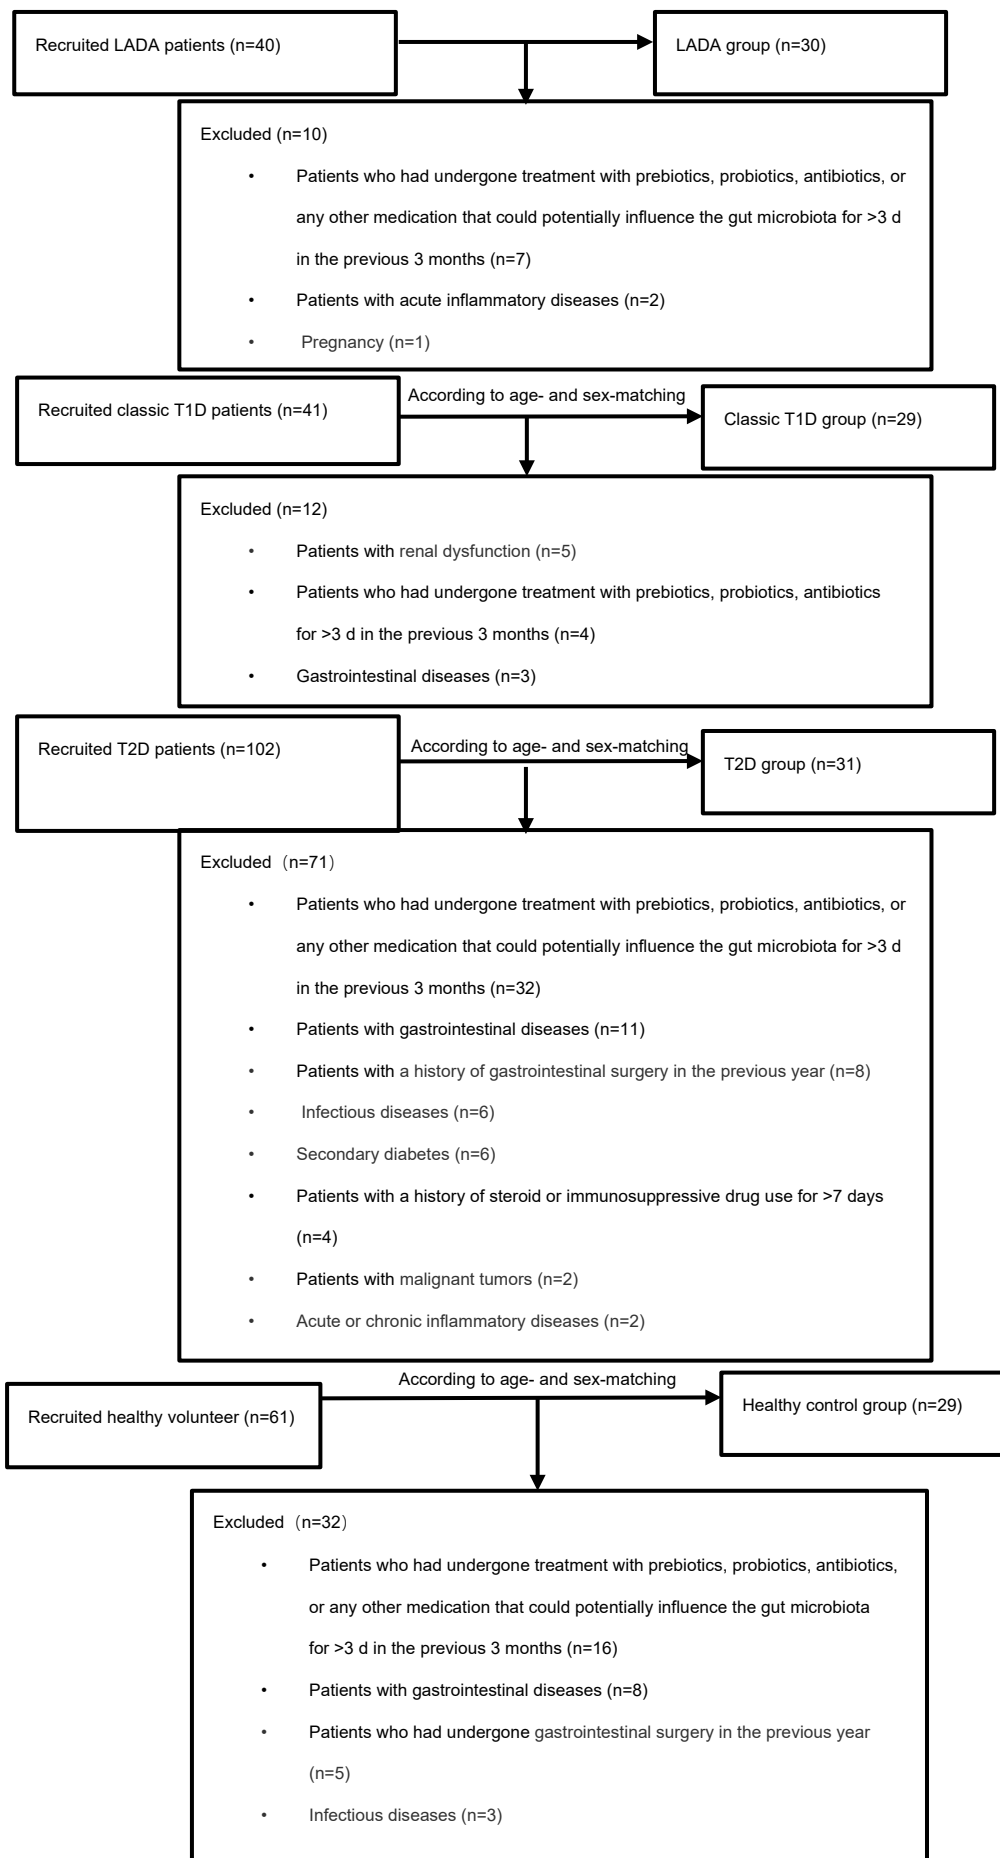 Recruited LADA patients (n=40)
LADA group (n=30)
Excluded (n=10)
• Patients who had undergone treatment with prebiotics, probiotics, antibiotics, or
any other medication that could potentially influence the gut microbiota for >3 d
in the previous 3 months (n=7)
• Patients with acute inflammatory diseases (n=2)
• Pregnancy (n=1)
Recruited classic T1D patients (n=41)
According to age- and sex-matching
Classic T1D group (n=29)
Excluded (n=12)
• Patients with renal dysfunction (n=5)
• Patients who had undergone treatment with prebiotics, probiotics, antibiotics
for >3 d in the previous 3 months (n=4)
• Gastrointestinal diseases (n=3)
Recruited T2D patients (n=102)
According to age- and sex-matching
T2D group (n=31)
Excluded（n=71）
• Patients who had undergone treatment with prebiotics, probiotics, antibiotics, or
any other medication that could potentially influence the gut microbiota for >3 d
in the previous 3 months (n=32)
• Patients with gastrointestinal diseases (n=11)
• Patients with a history of gastrointestinal surgery in the previous year (n=8)
• Infectious diseases (n=6)
• Secondary diabetes (n=6)
• Patients with a history of steroid or immunosuppressive drug use for >7 days
(n=4)
• Patients with malignant tumors (n=2)
• Acute or chronic inflammatory diseases (n=2)
Recruited healthy volunteer (n=61)
According to age- and sex-matching
Healthy control group (n=29)
Excluded（n=32）
• Patients who had undergone treatment with prebiotics, probiotics, antibiotics,
or any other medication that could potentially influence the gut microbiota
for >3 d in the previous 3 months (n=16)
• Patients with gastrointestinal diseases (n=8)
• Patients who had undergone gastrointestinal surgery in the previous year
(n=5)
• Infectious diseases (n=3)